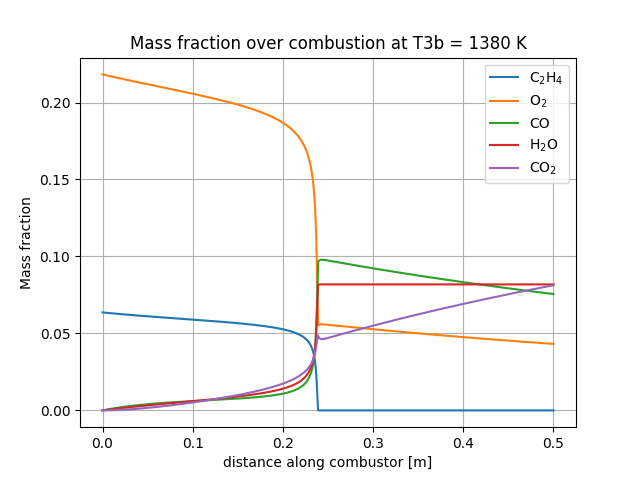 Mass fraction over combustion at T3b = 1380 K
Mass fraction
0.20
0.15
0.10
0.05
0.00
C₂H₄
O₂
CO
H₂O
CO₂
0.0 0.1 0.2 0.3 0.4 0.5
distance along combustor [m]